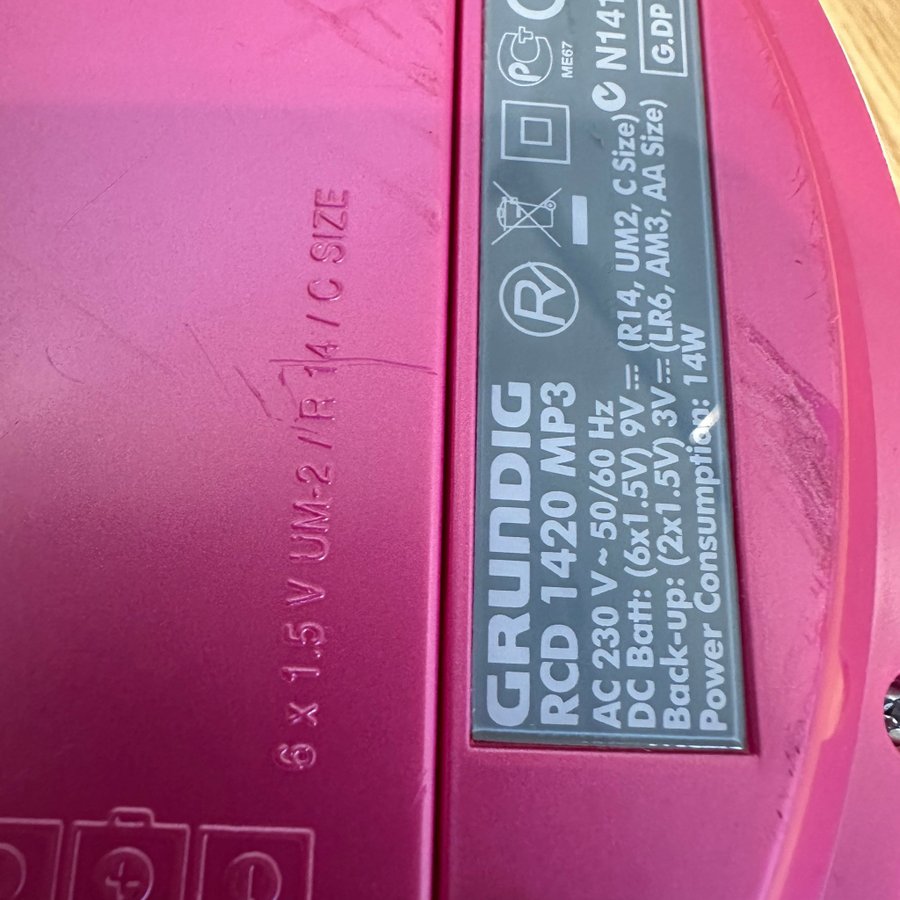 6 x 1.5 V UM-2 / R 14 / C SIZE
GRUNDIG
RCD 1420 MP3
AC 230 V ~ 50/60 Hz
DC Batt: (6x1.5V) 9V (R14, UM2, C Size)
Back-up: (2x1.5V) 3V (LR6, AM3, AA Size)
Power Consumption: 14W
R
PC+
ME67
N141
G.DP